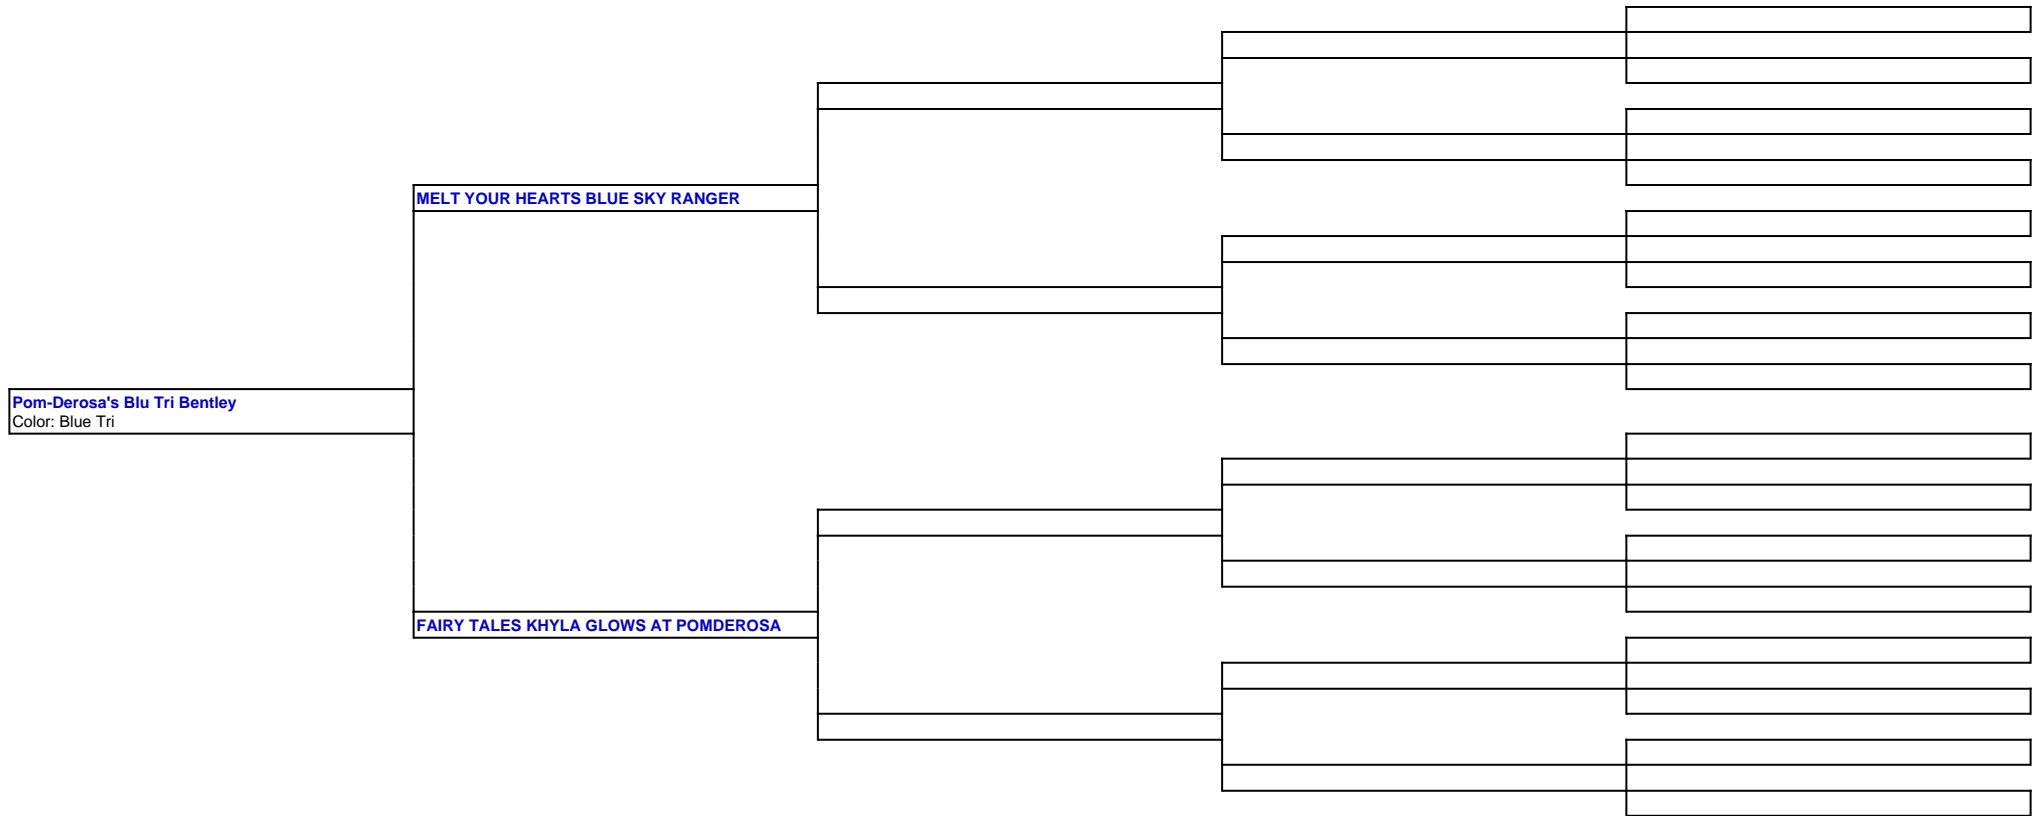 MELT YOUR HEARTS BLUE SKY RANGER
Pom-Derosa's Blu Tri Bentley
Color: Blue Tri
FAIRY TALES KHYLA GLOWS AT POMDEROSA